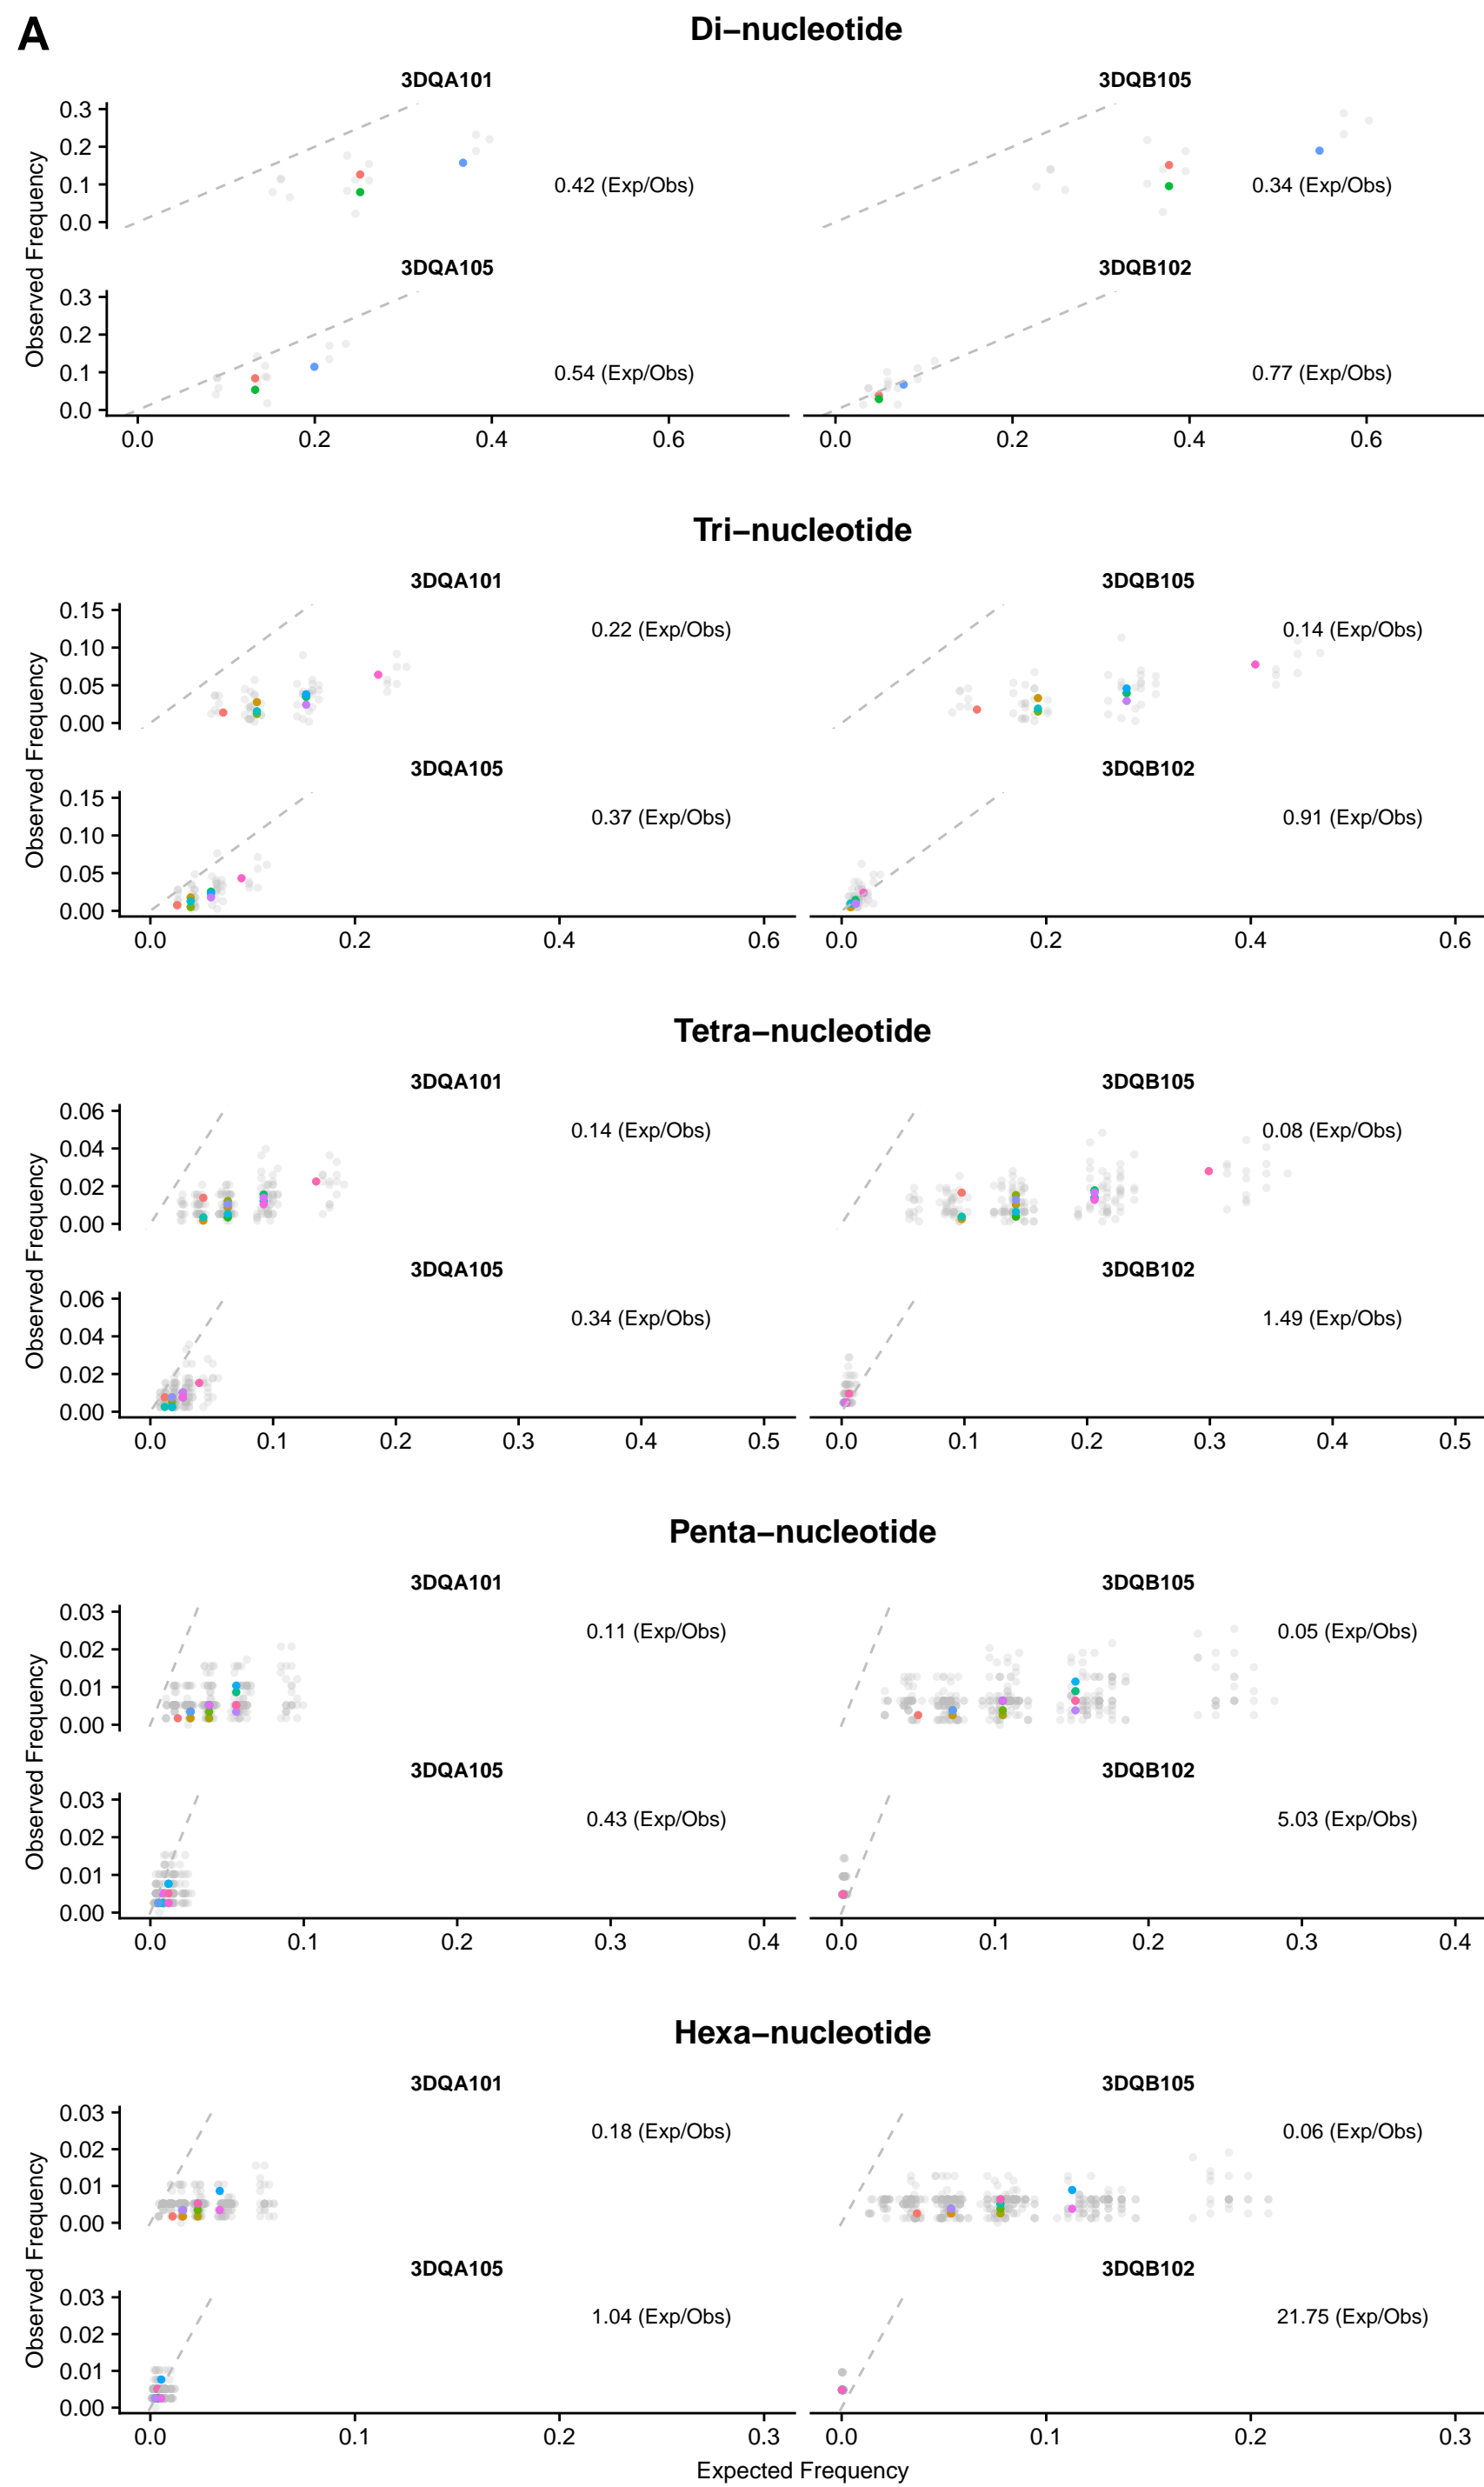 A
Di–nucleotide
3DQA101 3DQB105
Observed Frequency
0.3
0.2
0.1
0.0
0.42 (Exp/Obs) 0.34 (Exp/Obs)
3DQA105 3DQB102
0.3
0.2
0.1
0.0
0.54 (Exp/Obs) 0.77 (Exp/Obs)
0.0 0.2 0.4 0.6 0.0 0.2 0.4 0.6
Tri–nucleotide
3DQA101 3DQB105
Observed Frequency
0.15
0.10
0.05
0.00
0.22 (Exp/Obs) 0.14 (Exp/Obs)
3DQA105 3DQB102
0.15
0.10
0.05
0.00
0.37 (Exp/Obs) 0.91 (Exp/Obs)
0.0 0.2 0.4 0.6 0.0 0.2 0.4 0.6
Tetra–nucleotide
3DQA101 3DQB105
Observed Frequency
0.06
0.04
0.02
0.00
0.14 (Exp/Obs) 0.08 (Exp/Obs)
3DQA105 3DQB102
0.06
0.04
0.02
0.00
0.34 (Exp/Obs) 1.49 (Exp/Obs)
0.0 0.1 0.2 0.3 0.4 0.5 0.0 0.1 0.2 0.3 0.4 0.5
Penta–nucleotide
3DQA101 3DQB105
Observed Frequency
0.03
0.02
0.01
0.00
0.11 (Exp/Obs) 0.05 (Exp/Obs)
3DQA105 3DQB102
0.03
0.02
0.01
0.00
0.43 (Exp/Obs) 5.03 (Exp/Obs)
0.0 0.1 0.2 0.3 0.4 0.0 0.1 0.2 0.3 0.4
Hexa–nucleotide
3DQA101 3DQB105
Observed Frequency
0.03
0.02
0.01
0.00
0.18 (Exp/Obs) 0.06 (Exp/Obs)
3DQA105 3DQB102
0.03
0.02
0.01
0.00
1.04 (Exp/Obs) 21.75 (Exp/Obs)
0.0 0.1 0.2 0.3 0.0 0.1 0.2 0.3
Expected Frequency